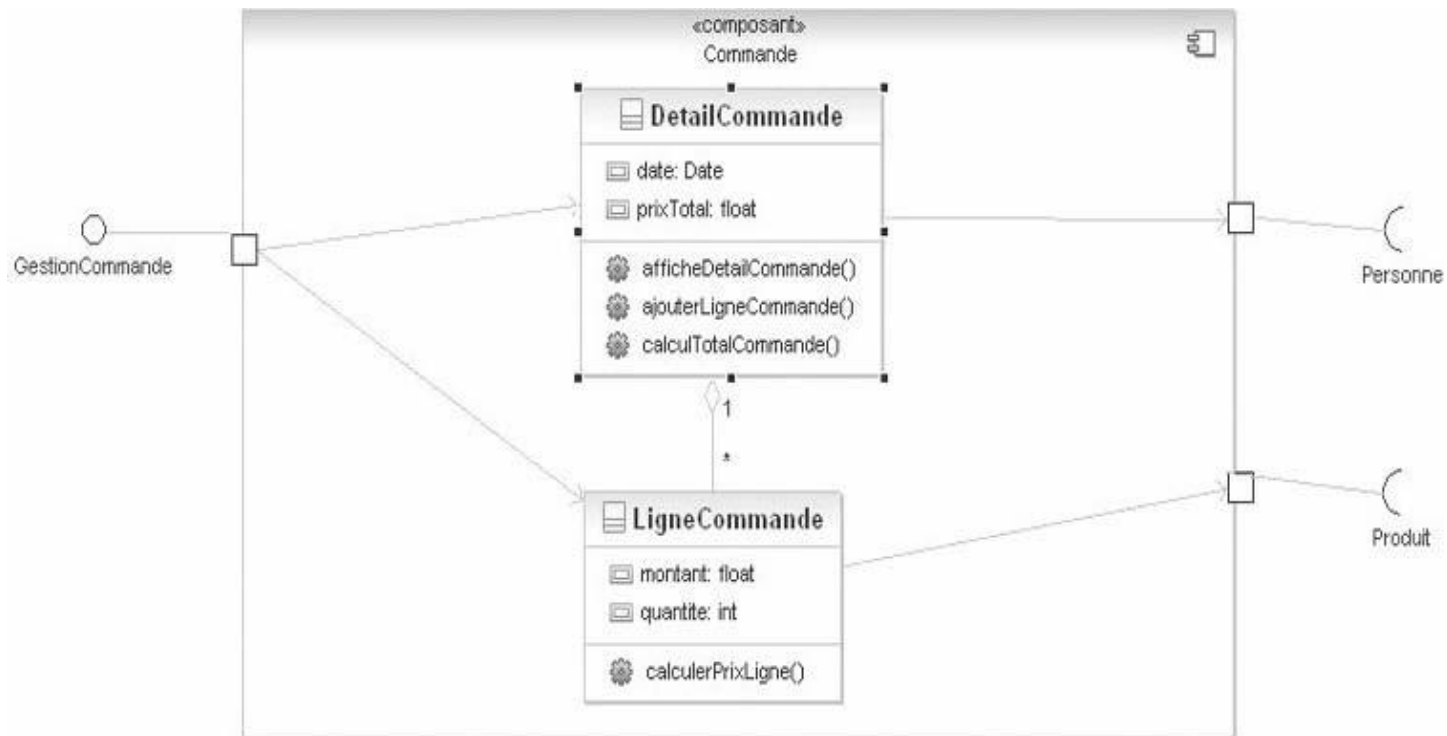 «composant»
Commande
DetailCommande
date: Date
prixTotal: float
GestionCommande
afficheDetailCommande()
ajouterLigneCommande()
calculTotalCommande()
Personne
1
*
LigneCommande
Produit
montant: float
quantite: int
calculerPrixLigne()